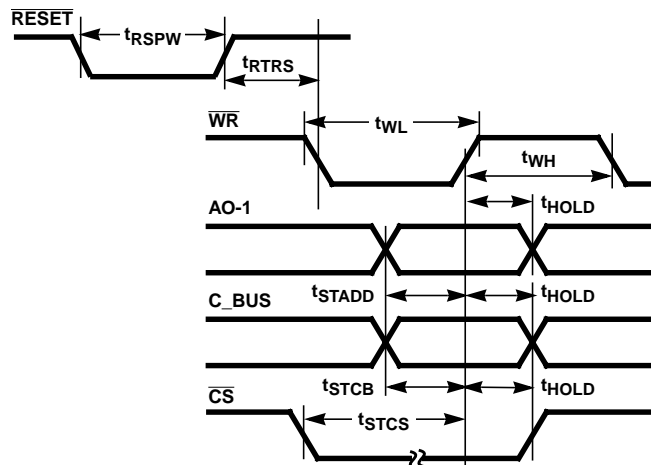 RESET
tRSPW
tRTRS
WR
tWL
tWH
AO-1
tHOLD
C_BUS
tSTADD
tHOLD
CS
tSTCB
tHOLD
tSTCS